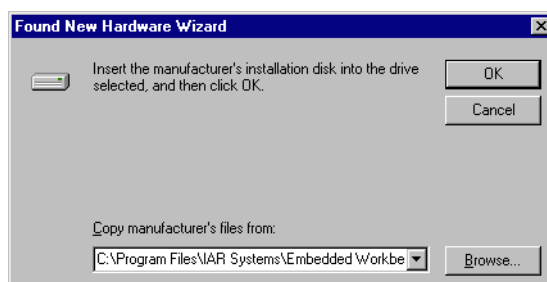 Found New Hardware Wizard
Insert the manufacturer's installation disk into the drive
selected, and then click OK.
OK
Cancel
Copy manufacturer's files from:
C:\Program Files\IAR Systems\Embedded Workbe
Browse...